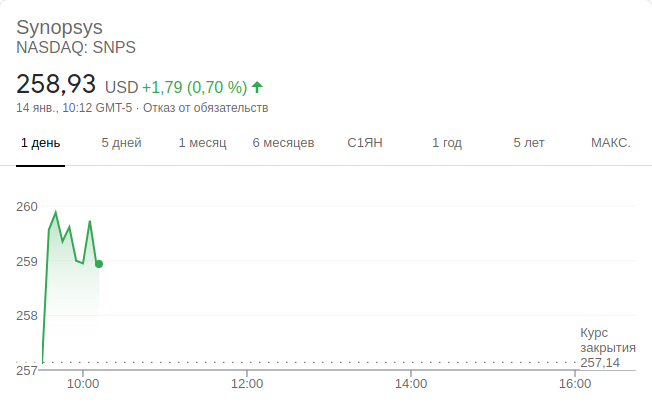 Synopsys
NASDAQ: SNPS
258,93 USD +1,79 (0,70 %)
14 янв., 10:12 GMT-5 · Отказ от обязательств
1 день 5 дней 1 месяц 6 месяцев С1ЯН 1 год 5 лет МАКС.
260
259
258
Курс
закрытия
257,14
257
10:00 12:00 14:00 16:00